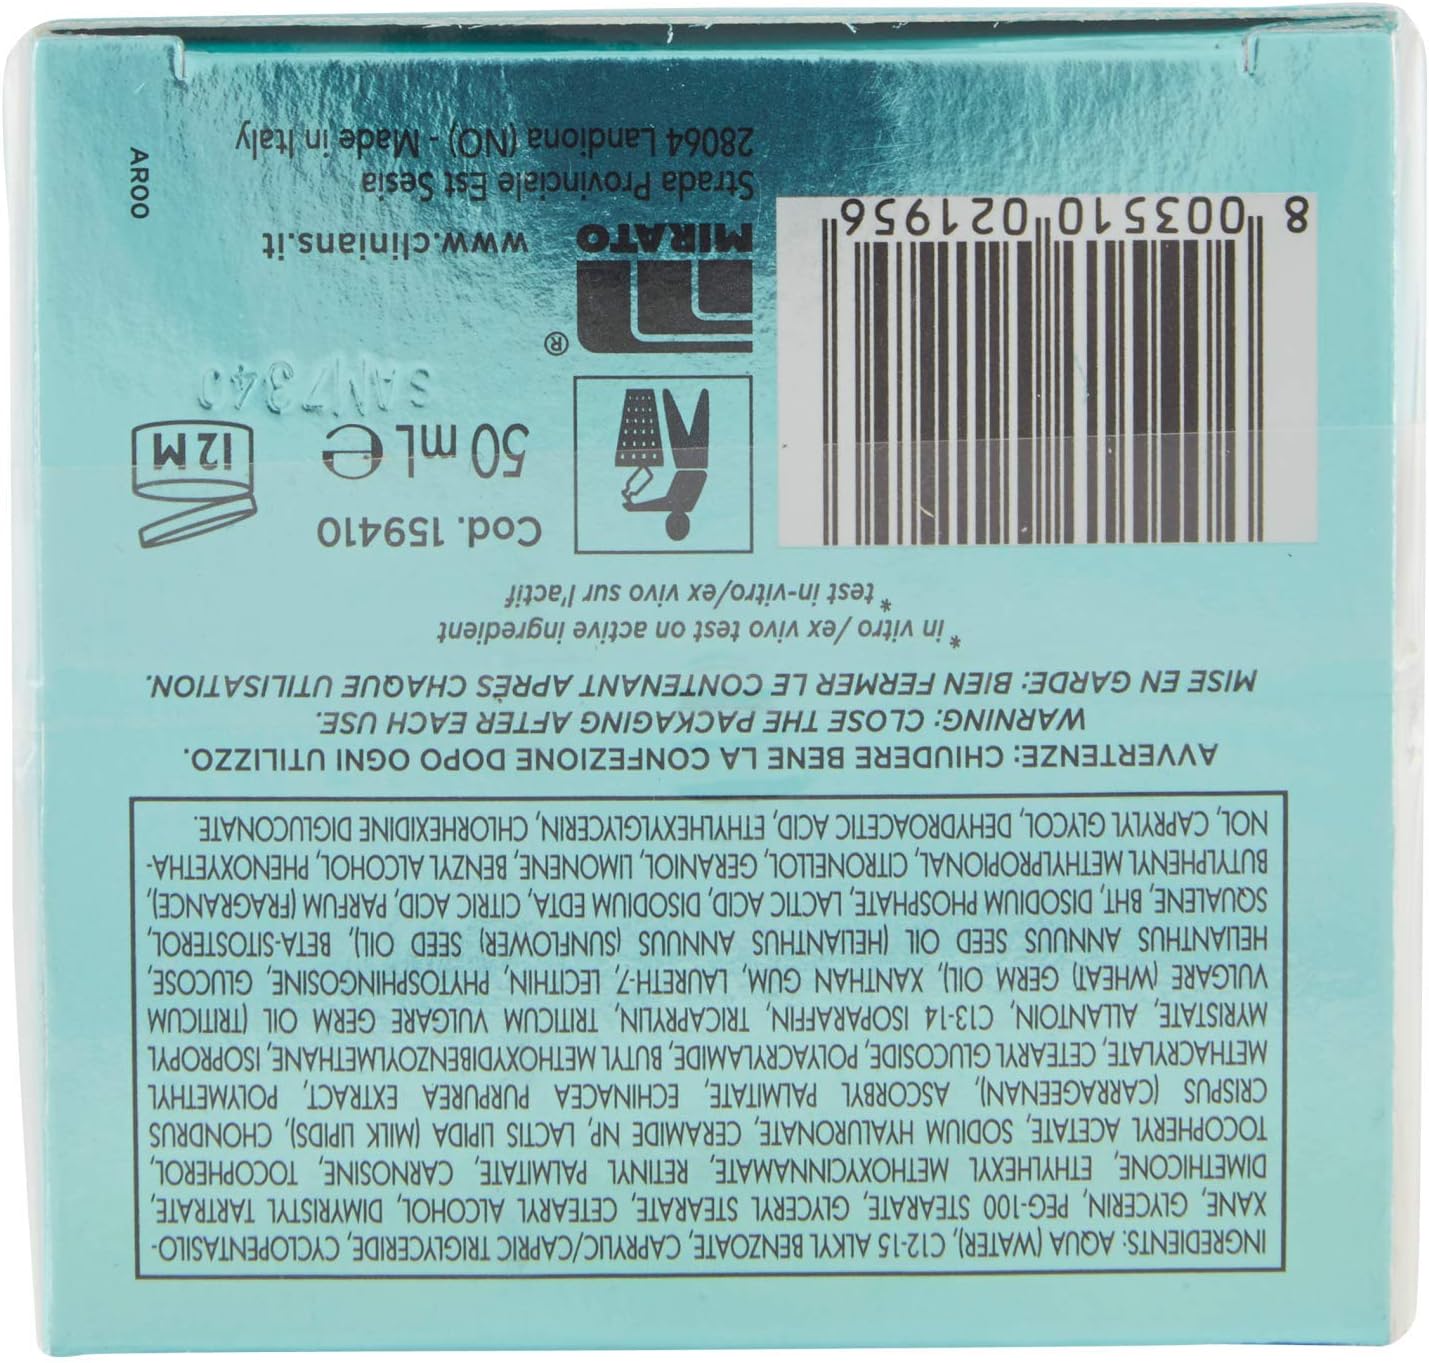 INGREDIENTS: AQUA (WATER), C12-15 ALKYL BENZOATE, CAPRYLIC/CAPRIC TRIGLYCERIDE, CYCLOPENTASILO-
XANE, GLYCERIN, PEG-100 STEARATE, GLYCERYL STEARATE, CETEARYL ALCOHOL, DIMYRISTYL TARTRATE,
DIMETHICONE, ETHYLHEXYL METHOXYCINNAMATE, RETINYL PALMITATE, CARNOSINE, TOCOPHEROL,
TOCOPHERYL ACETATE, SODIUM HYALURONATE, CERAMIDE NP, LACTIS LIPIDA (MILK LIPIDS), CHONDRUS
CRISPUS (CARRAGEENAN), ASCORBYL PALMITATE, ECHINACEA PURPUREA EXTRACT, POLYMETHYL
METHACRYLATE, CETEARYL GLUCOSIDE, POLYACRYLAMIDE, BUTYL METHOXYDIBENZOYLMETHANE, ISOPROPYL
MYRISTATE, ALLANTOIN, C13-14 ISOPARAFFIN, TRICAPRYLIN, TRITICUM VULGARE GERM OIL (TRITICUM
VULGARE (WHEAT) GERM OIL), XANTHAN GUM, LAURETH-7, LECITHIN, PHYTOSPHINGOSINE, GLUCOSE,
HELIANTHUS ANNUUS SEED OIL (HELIANTHUS ANNUUS (SUNFLOWER) SEED OIL), BETA-SITOSTEROL,
SQUALENE, BHT, DISODIUM PHOSPHATE, LACTIC ACID, DISODIUM EDTA, CITRIC ACID, PARFUM (FRAGRANCE),
BUTYLPHENYL METHYLPROPIONAL, CITRONELLOL, GERANIOL, LIMONENE, BENZYL ALCOHOL, PHENOXYETHA-
NOL, CAPRYLYL GLYCOL, DEHYDROACETIC ACID, ETHYLHEXYLGLYCERIN, CHLORHEXIDINE DIGLUCONATE.
AVVERTENZE: CHIUDERE BENE LA CONFEZIONE DOPO OGNI UTILIZZO.
WARNING: CLOSE THE PACKAGING AFTER EACH USE.
MISE EN GARDE: BIEN FERMER LE CONTENANT APRÈS CHAQUE UTILISATION.
*in vitro /ex vivo test on active ingredient
*test in-vitro/ex vivo sur l'actif
Cod. 159410
50 mL ℮
12 M
SAN7340
®
MIRATO
www.clinians.it
Strada Provinciale Est Sesia
28064 Landiona (NO) - Made in Italy
8 003510 021956
AR00